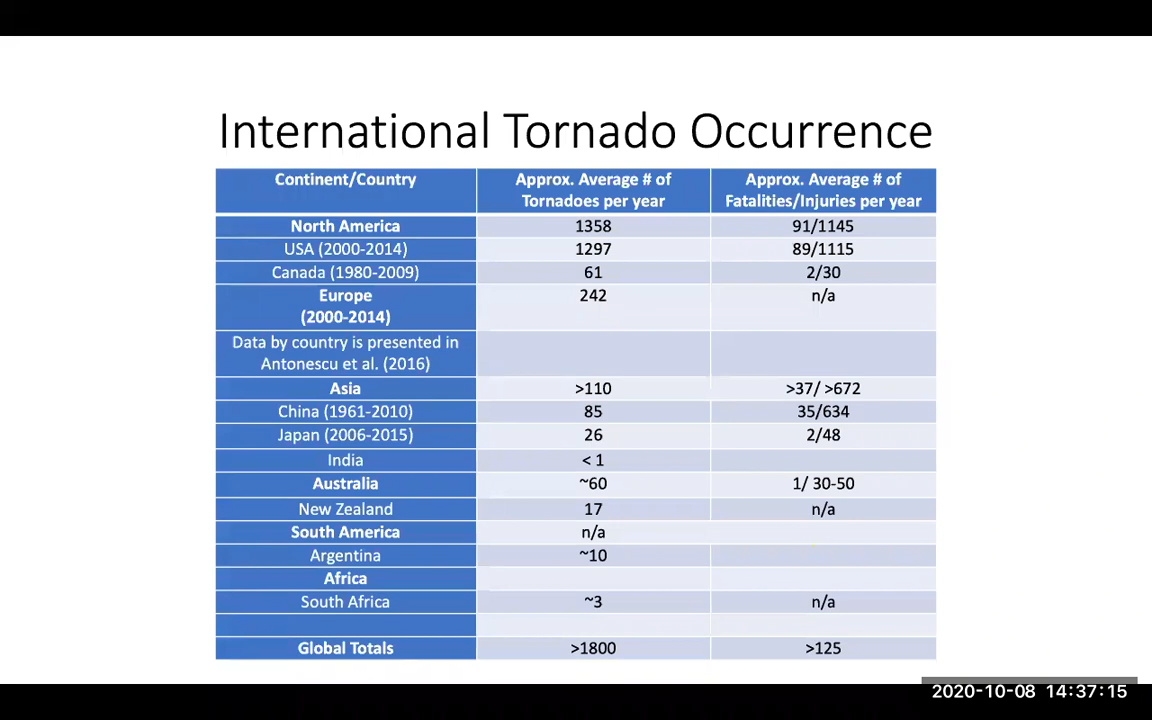 International Tornado Occurrence
Continent/Country Approx. Average # of Tornadoes per year Approx. Average # of Fatalities/Injuries per year
North America 1358 91/1145
USA (2000-2014) 1297 89/1115
Canada (1980-2009) 61 2/30
Europe (2000-2014) 242 n/a
Data by country is presented in
Antonescu et al. (2016)
Asia >110 >37/ >672
China (1961-2010) 85 35/634
Japan (2006-2015) 26 2/48
India < 1
Australia ~60 1/ 30-50
New Zealand 17 n/a
South America n/a
Argentina ~10
Africa
South Africa ~3 n/a
Global Totals >1800 >125
2020-10-08 14:37:15